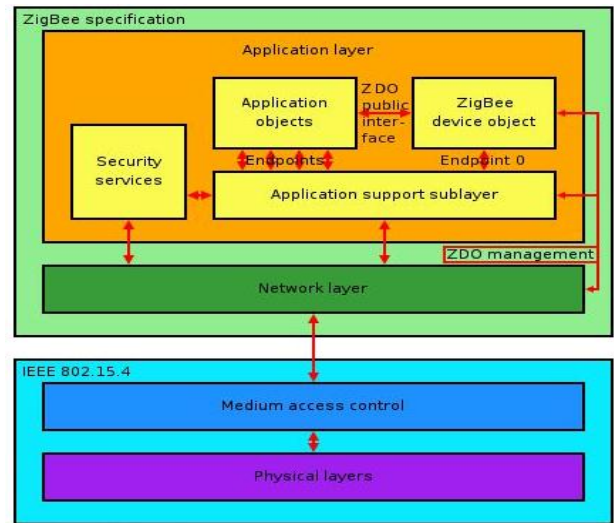 ZigBee specification
Application layer
Application
objects
ZDO
public
inter-
face
ZigBee
device object
Security
services
Endpoints
Endpoint 0
Application support sublayer
ZDO management
Network layer
IEEE 802.15.4
Medium access control
Physical layers